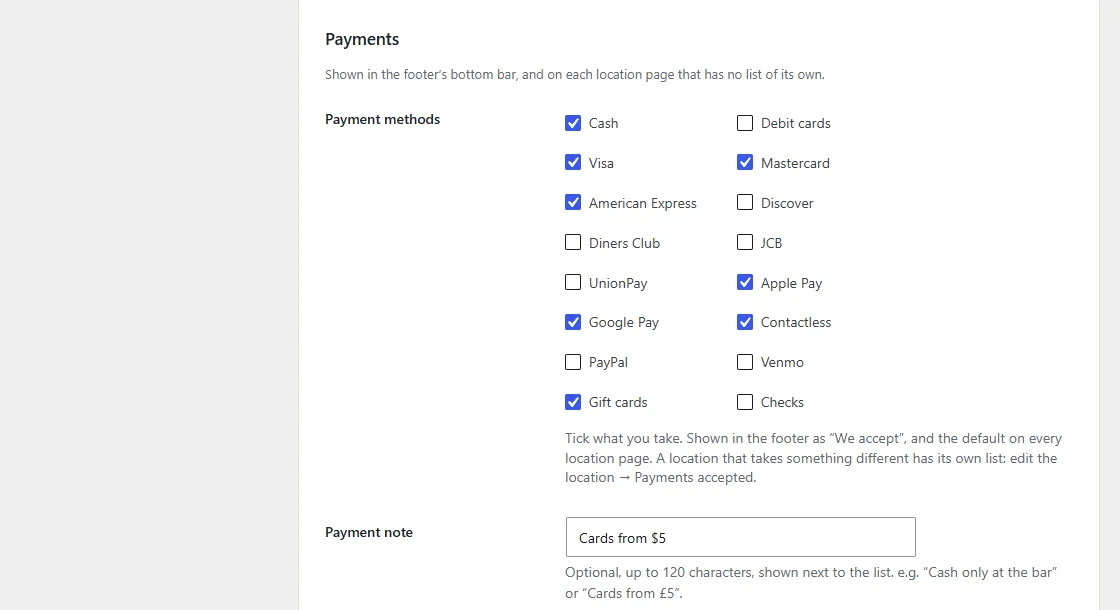 Payments
Shown in the footer's bottom bar, and on each location page that has no list of its own.
Payment methods
Cash
Debit cards
Visa
Mastercard
American Express
Discover
Diners Club
JCB
UnionPay
Apple Pay
Google Pay
Contactless
PayPal
Venmo
Gift cards
Checks
Tick what you take. Shown in the footer as “We accept”, and the default on every
location page. A location that takes something different has its own list: edit the
location → Payments accepted.
Payment note
Cards from $5
Optional, up to 120 characters, shown next to the list. e.g. “Cash only at the bar”
or “Cards from £5”.